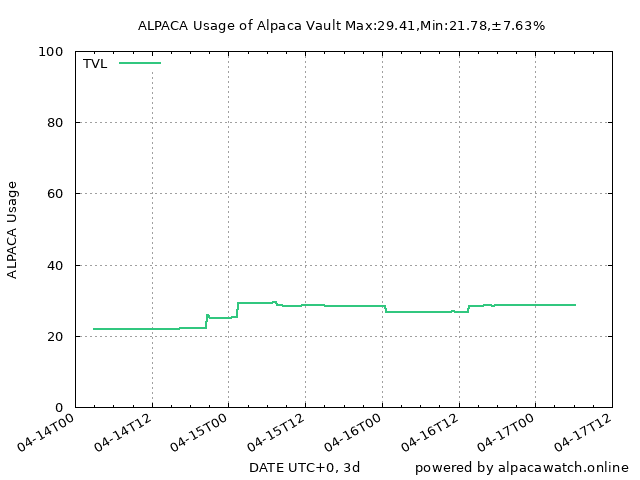 ALPACA Usage of Alpaca Vault Max:29.41,Min:21.78,±7.63%
TVL
ALPACA Usage
100
80
60
40
20
0
04-14T00
04-14T12
04-15T00
04-15T12
04-16T00
04-16T12
04-17T00
04-17T12
DATE UTC+0, 3d
powered by alpacawatch.online